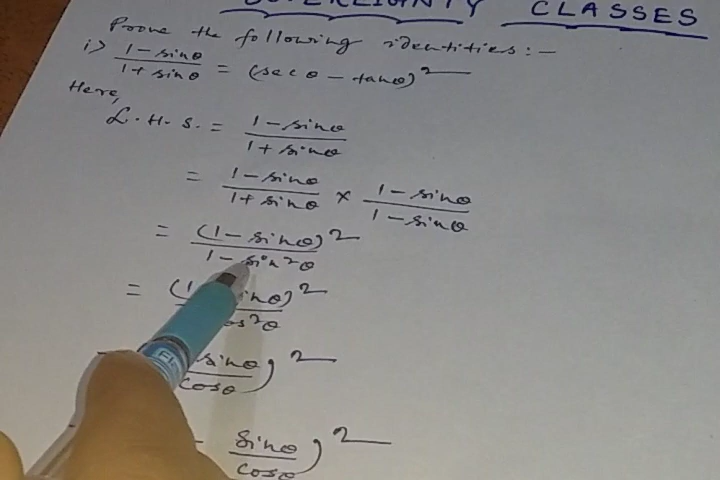 CLASSES
Prove the following identities:-
i) 1-sinθ/1+sinθ = (secθ - tanθ)2
Here,
L.H.S. = 1-sinθ/1+sinθ
= 1-sinθ/1+sinθ × 1-sinθ/1-sinθ
= (1-sinθ)2/1-sin2θ
= (1 sinθ)2/cos2θ
sinθ/cosθ)2
- sinθ/cosθ)2